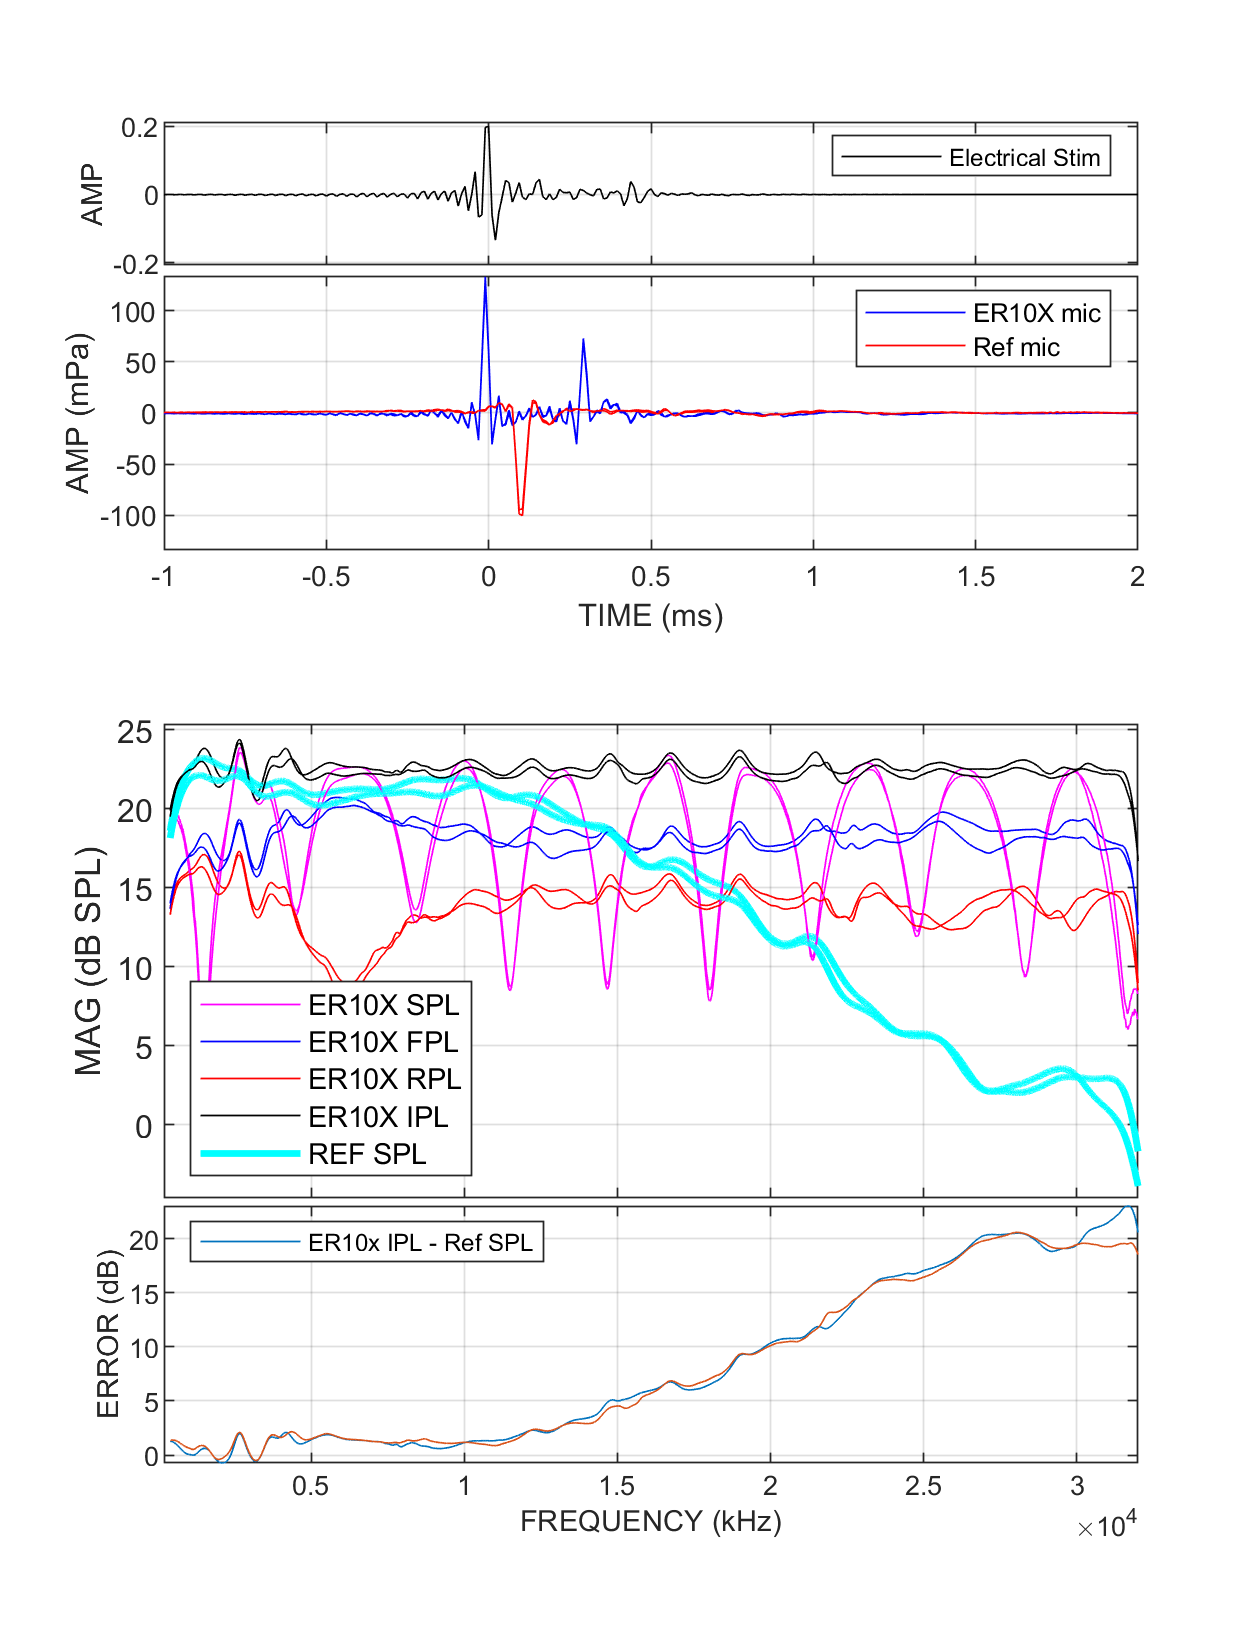 0.2
0
-0.2
AMP
Electrical Stim
100
50
0
-50
-100
AMP (mPa)
ER10X mic
Ref mic
-1 -0.5 0 0.5 1 1.5 2
TIME (ms)
25
20
15
10
5
0
MAG (dB SPL)
ER10X SPL
ER10X FPL
ER10X RPL
ER10X IPL
REF SPL
20
15
10
5
0
ERROR (dB)
ER10x IPL - Ref SPL
0.5 1 1.5 2 2.5 3
FREQUENCY (kHz)
×10⁴